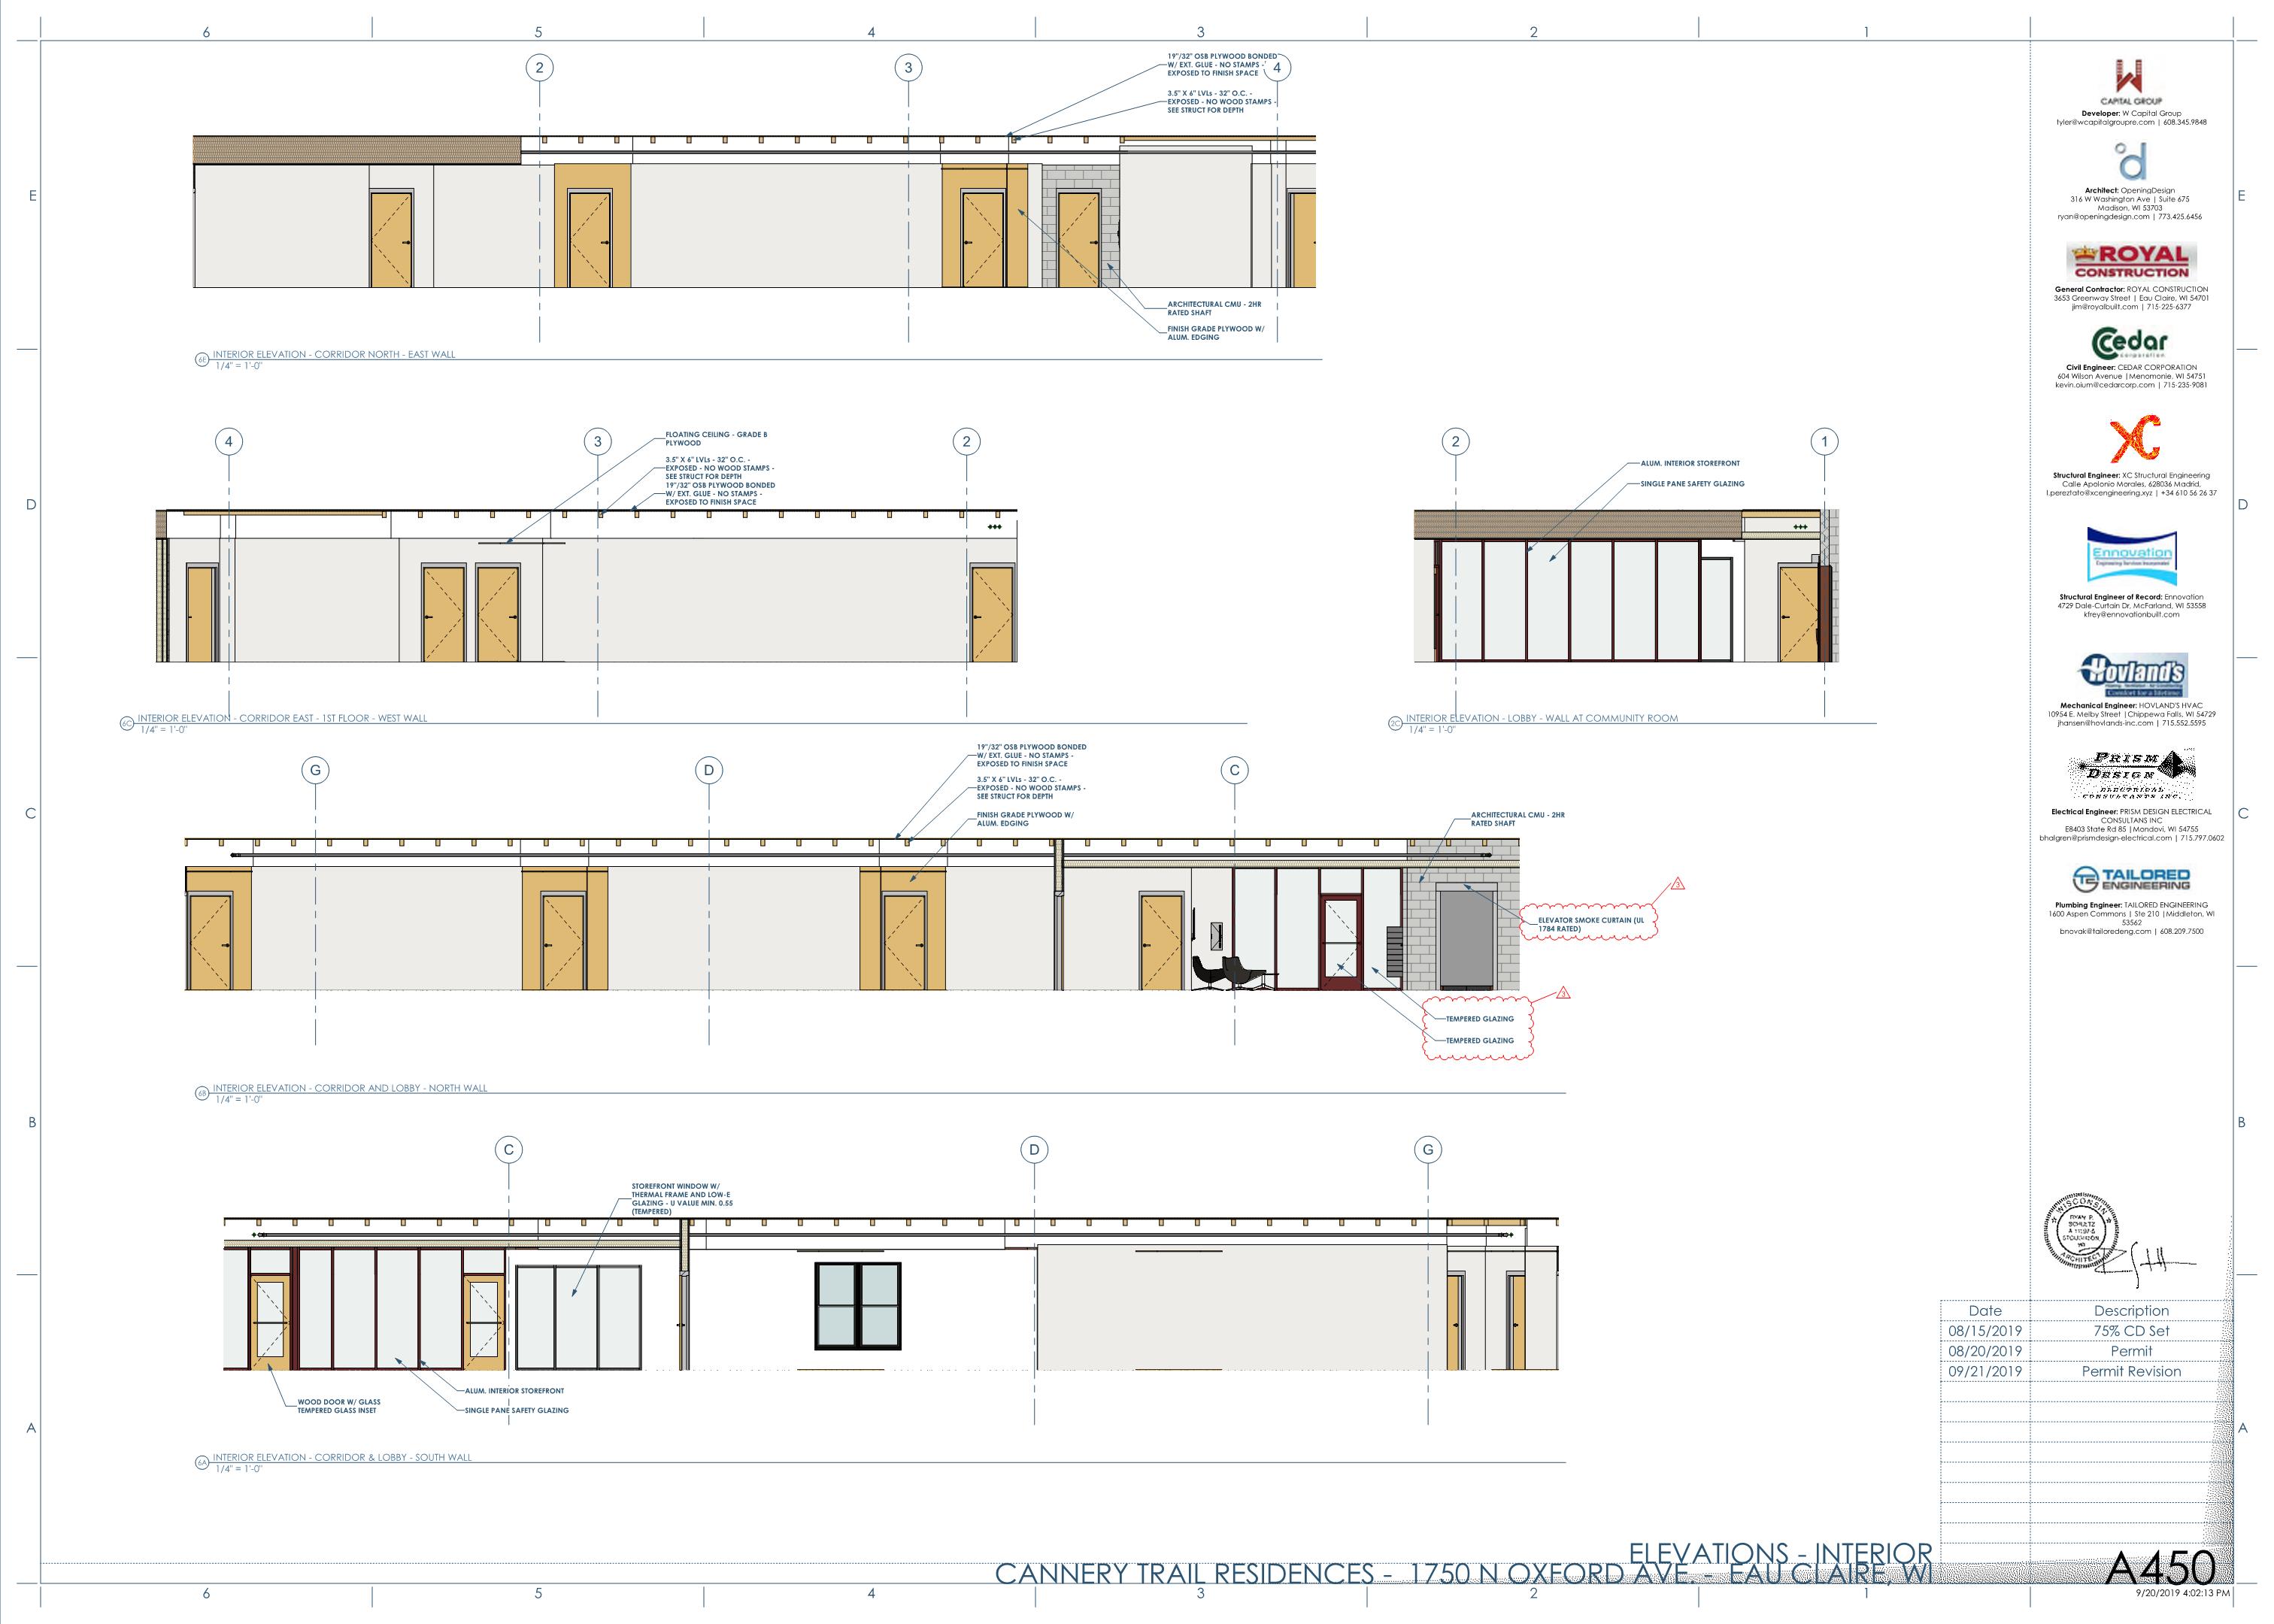 6 5 4 3 2 1
2 3 4
19"/32" OSB PLYWOOD BONDED
W/ EXT. GLUE - NO STAMPS -
EXPOSED TO FINISH SPACE
3.5" X 6" LVLs - 32" O.C. -
EXPOSED - NO WOOD STAMPS -
SEE STRUCT FOR DEPTH
E
E
ARCHITECTURAL CMU - 2HR
RATED SHAFT
FINISH GRADE PLYWOOD W/
ALUM. EDGING
6E INTERIOR ELEVATION - CORRIDOR NORTH - EAST WALL
1/4" = 1'-0"
4 3 2
FLOATING CEILING - GRADE B
PLYWOOD
3.5" X 6" LVLs - 32" O.C. -
EXPOSED - NO WOOD STAMPS -
SEE STRUCT FOR DEPTH
19"/32" OSB PLYWOOD BONDED
W/ EXT. GLUE - NO STAMPS -
EXPOSED TO FINISH SPACE
D
D
6C INTERIOR ELEVATION - CORRIDOR EAST - 1ST FLOOR - WEST WALL
1/4" = 1'-0"
2 1
ALUM. INTERIOR STOREFRONT
SINGLE PANE SAFETY GLAZING
2C INTERIOR ELEVATION - LOBBY - WALL AT COMMUNITY ROOM
1/4" = 1'-0"
G D C
19"/32" OSB PLYWOOD BONDED
W/ EXT. GLUE - NO STAMPS -
EXPOSED TO FINISH SPACE
3.5" X 6" LVLs - 32" O.C. -
EXPOSED - NO WOOD STAMPS -
SEE STRUCT FOR DEPTH
FINISH GRADE PLYWOOD W/
ALUM. EDGING
ARCHITECTURAL CMU - 2HR
RATED SHAFT
C
C
3
ELEVATOR SMOKE CURTAIN (UL
1784 RATED)
3
TEMPERED GLAZING
TEMPERED GLAZING
6B INTERIOR ELEVATION - CORRIDOR AND LOBBY - NORTH WALL
1/4" = 1'-0"
B
B
C D G
STOREFRONT WINDOW W/
THERMAL FRAME AND LOW-E
GLAZING - U VALUE MIN. 0.55
(TEMPERED)
WOOD DOOR W/ GLASS
TEMPERED GLASS INSET
ALUM. INTERIOR STOREFRONT
SINGLE PANE SAFETY GLAZING
A
A
6A INTERIOR ELEVATION - CORRIDOR & LOBBY - SOUTH WALL
1/4" = 1'-0"
CAPITAL GROUP
Developer: W Capital Group
tyler@wcapitalgroupre.com | 608.345.9848
Architect: OpeningDesign
316 W Washington Ave | Suite 675
Madison, WI 53703
ryan@openingdesign.com | 773.425.6456
ROYAL
CONSTRUCTION
General Contractor: ROYAL CONSTRUCTION
3653 Greenway Street | Eau Claire, WI 54701
jim@royalbuilt.com | 715-225-6377
Cedar
corporation
Civil Engineer: CEDAR CORPORATION
604 Wilson Avenue |Menomonie, WI 54751
kevin.oium@cedarcorp.com | 715-235-9081
XC
Structural Engineer: XC Structural Engineering
Calle Apolonio Morales, 628036 Madrid,
l.pereztato@xcengineering.xyz | +34 610 56 26 37
Ennovation
Engineering Services Incorporated
Structural Engineer of Record: Ennovation
4729 Dale-Curtain Dr, McFarland, WI 53558
kfrey@ennovationbuilt.com
Hovland's
Heating - Ventilation - Air Conditioning
Comfort for a lifetime
Mechanical Engineer: HOVLAND'S HVAC
10954 E. Melby Street |Chippewa Falls, WI 54729
jhansen@hovlands-inc.com | 715.552.5595
PRISM
DESIGN
ELECTRICAL
CONSULTANTS INC.
Electrical Engineer: PRISM DESIGN ELECTRICAL
CONSULTANS INC
E8403 State Rd 85 |Mondovi, WI 54755
bhalgren@prismdesign-electrical.com | 715.797.0602
TAILORED
ENGINEERING
Plumbing Engineer: TAILORED ENGINEERING
1600 Aspen Commons | Ste 210 |Middleton, WI
53562
bnovak@tailoredeng.com | 608.209.7500
WISCONSIN
RYAN P.
SCHULTZ
STOUGHTON,
WI
ARCHITECT
Date Description
08/15/2019 75% CD Set
08/20/2019 Permit
09/21/2019 Permit Revision
ELEVATIONS - INTERIOR
CANNERY TRAIL RESIDENCES - 1750 N OXFORD AVE. - EAU CLAIRE, WI
A450
9/20/2019 4:02:13 PM
6 5 4 3 2 1